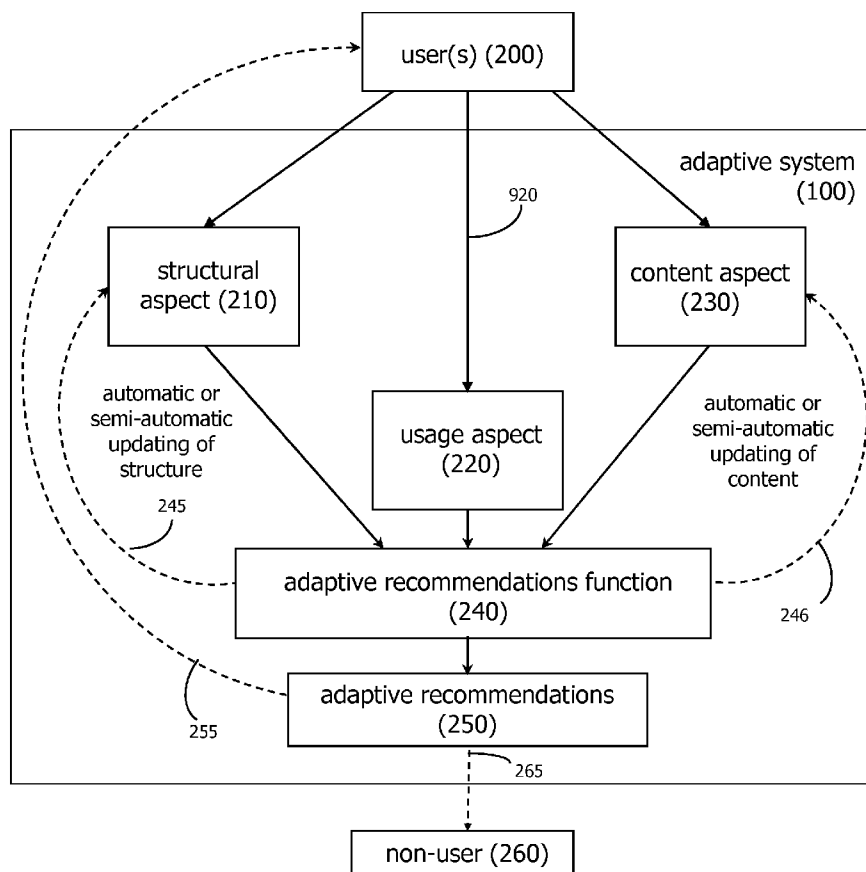 user(s) (200)
adaptive system
(100)
920
structural
aspect (210)
content aspect
(230)
automatic or
semi-automatic
updating of
structure
usage aspect
(220)
automatic or
semi-automatic
updating of
content
245
adaptive recommendations function
(240)
246
adaptive recommendations
(250)
255
265
non-user (260)